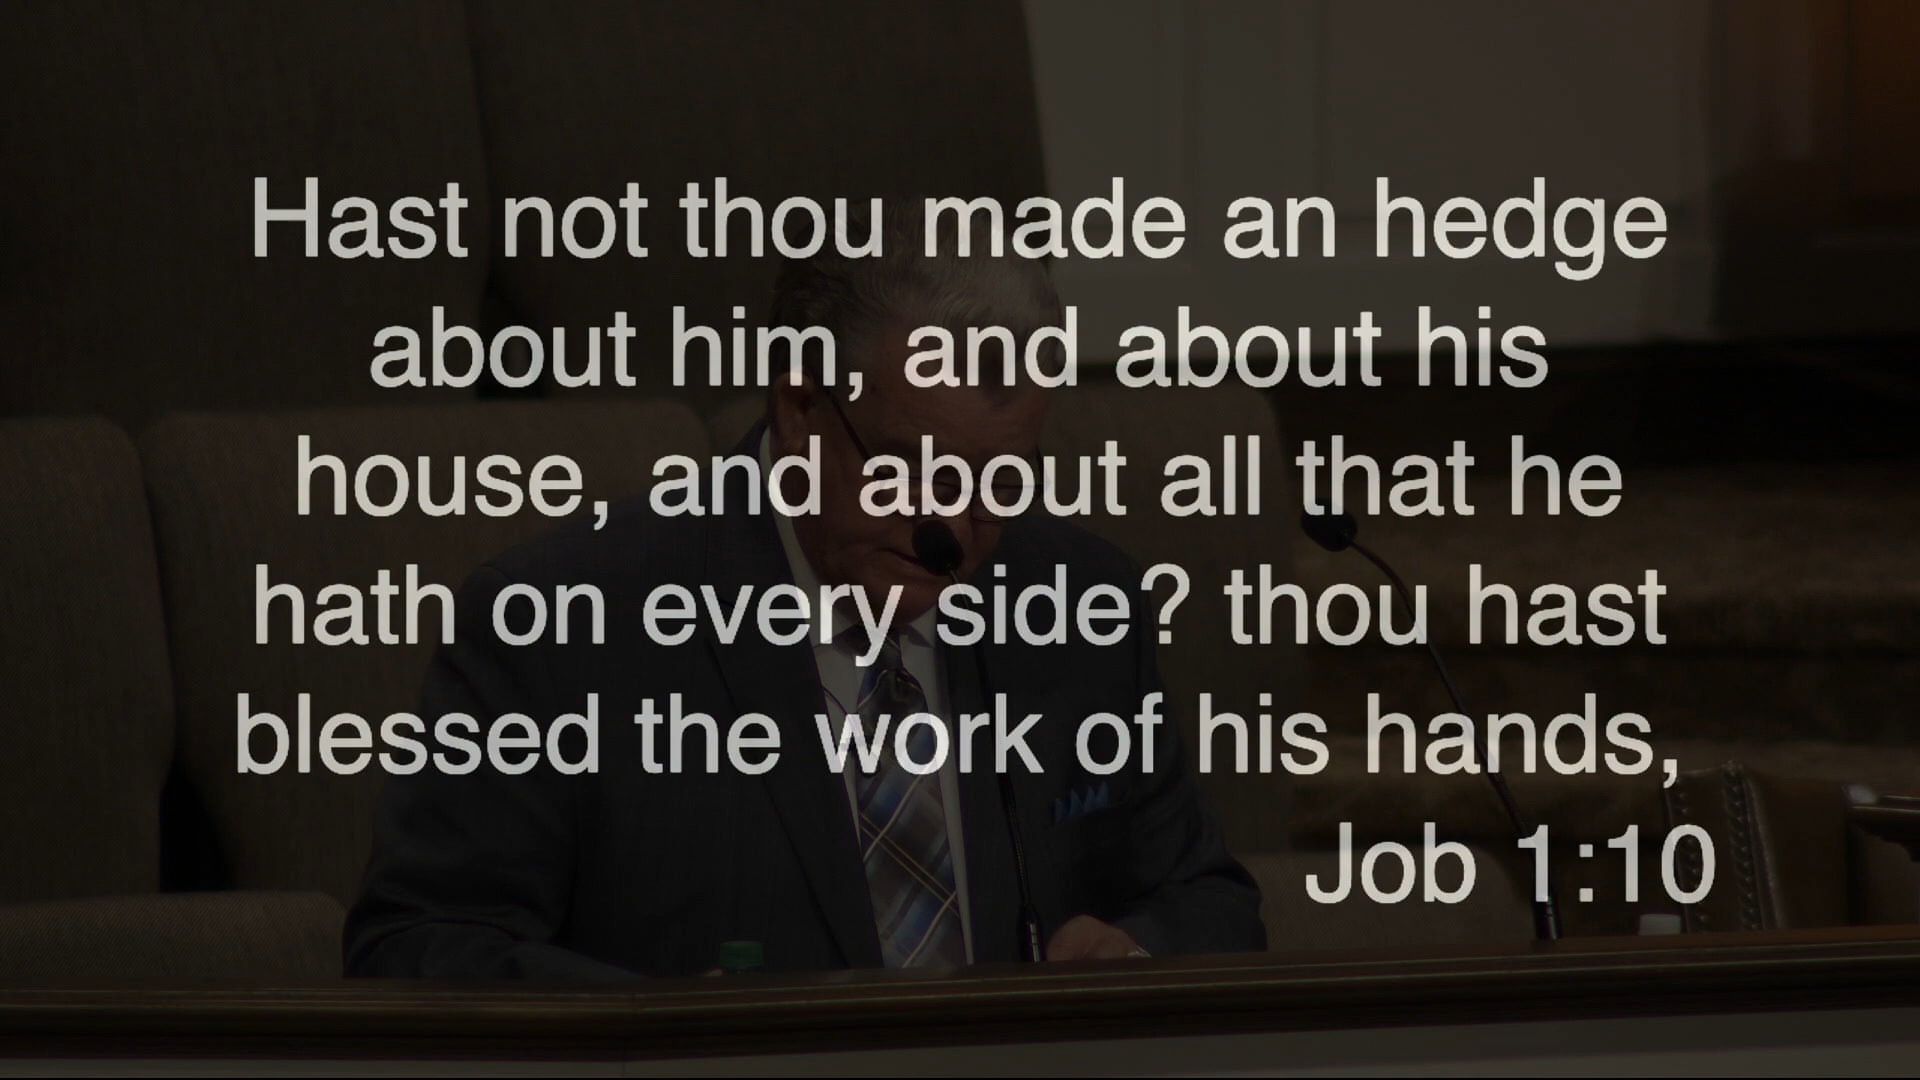 Hast not thou made an hedge
about him, and about his
house, and about all that he
hath on every side? thou hast
blessed the work of his hands,
Job 1:10